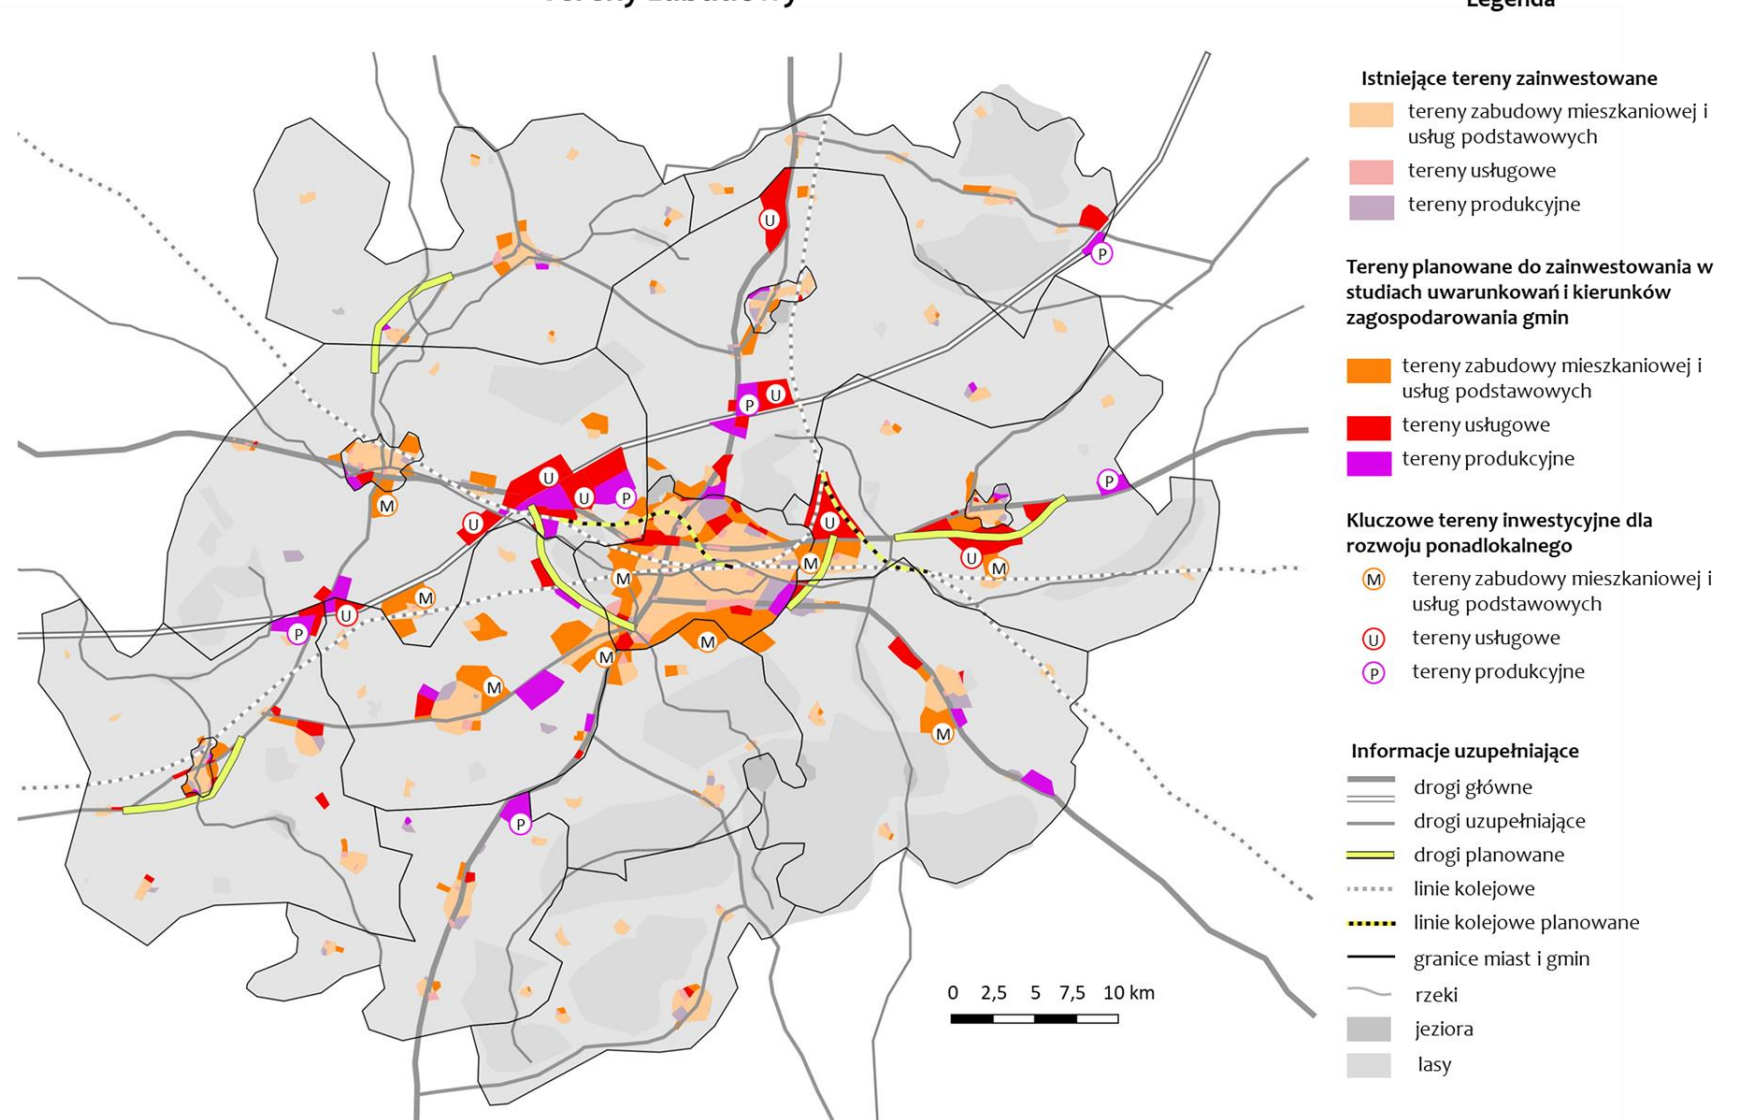 Tereny zabudowy
Legenda
Istniejące tereny zainwestowane
tereny zabudowy mieszkaniowej i
usług podstawowych
tereny usługowe
tereny produkcyjne
Tereny planowane do zainwestowania w
studiach uwarunkowań i kierunków
zagospodarowania gmin
tereny zabudowy mieszkaniowej i
usług podstawowych
tereny usługowe
tereny produkcyjne
Kluczowe tereny inwestycyjne dla
rozwoju ponadlokalnego
M tereny zabudowy mieszkaniowej i
usług podstawowych
U tereny usługowe
P tereny produkcyjne
Informacje uzupełniające
drogi główne
drogi uzupełniające
drogi planowane
linie kolejowe
linie kolejowe planowane
granice miast i gmin
rzeki
jeziora
lasy
U
P
U
P
U
U
U
P
P
M
U
U
M
U
M
M
M
U
P
M
M
M
M
P
0 2,5 5 7,5 10 km